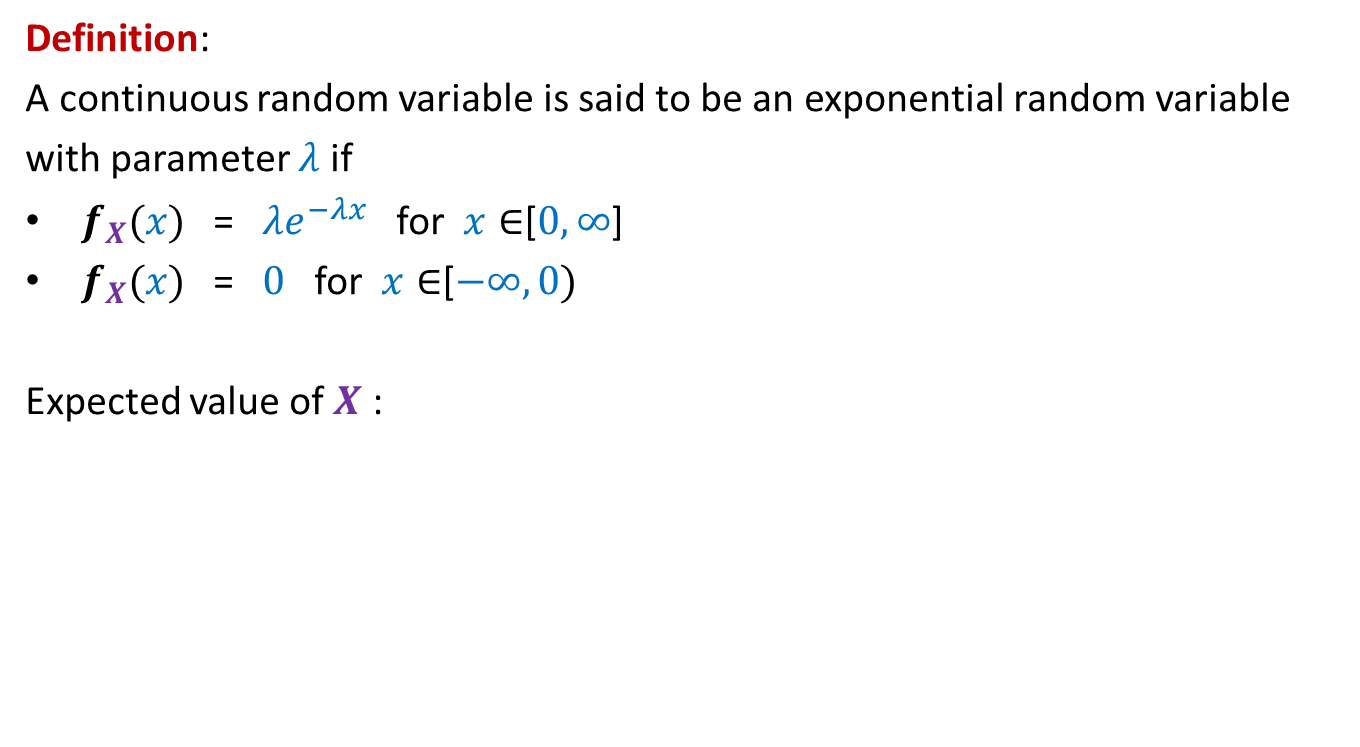 Definition:
A continuous random variable is said to be an exponential random variable
with parameter λ if
• f_X(x) = λe^{−λx} for x ∈[0, ∞]
• f_X(x) = 0 for x ∈[−∞, 0)
Expected value of X :